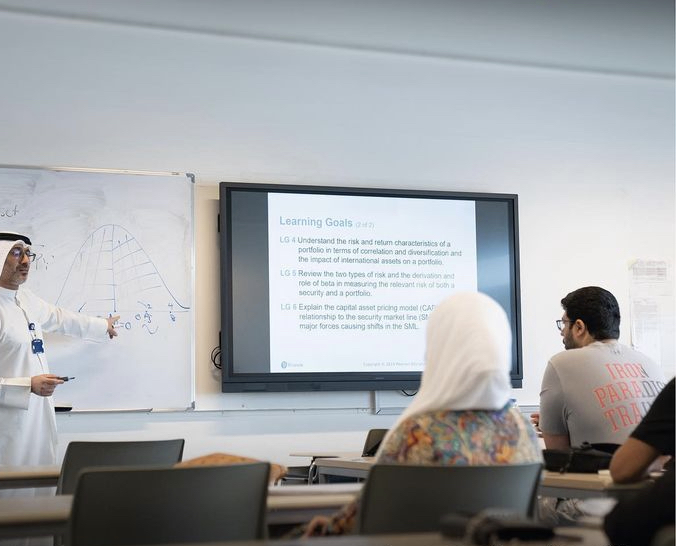 Learning Goals (2 of 2)
LG 4 Understand the risk and return characteristics of a
portfolio in terms of correlation and diversification and
the impact of international assets on a portfolio.
LG 5 Review the two types of risk and the derivation and
role of beta in measuring the relevant risk of both a
security and a portfolio.
LG 6 Explain the capital asset pricing model
relationship to the security market line
major forces causing shifts in the SML.
Pearson
Copyright ©
IRON
PARADISE